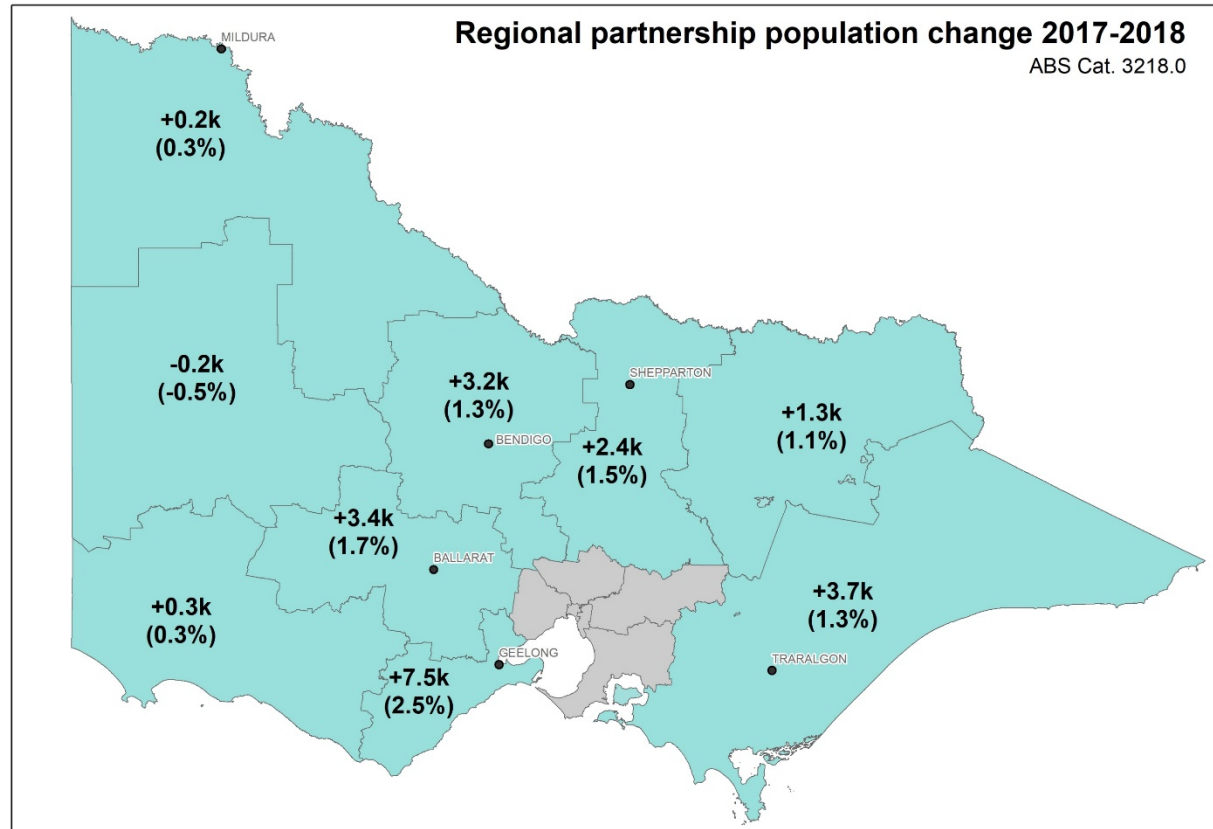 Regional partnership population change 2017-2018
ABS Cat. 3218.0
MILDURA
+0.2k
(0.3%)
-0.2k
(-0.5%)
+3.2k
(1.3%)
BENDIGO
SHEPPARTON
+2.4k
(1.5%)
+1.3k
(1.1%)
+3.4k
(1.7%)
BALLARAT
+0.3k
(0.3%)
GEELONG
+7.5k
(2.5%)
+3.7k
(1.3%)
TRARALGON